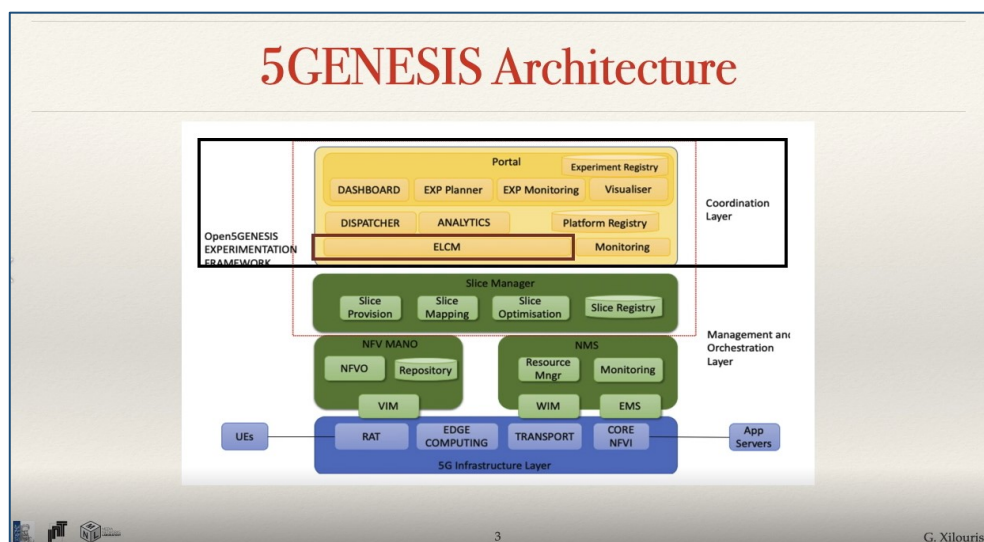 5GENESIS Architecture
Portal
Experiment Registry
DASHBOARD
EXP Planner
EXP Monitoring
Visualiser
DISPATCHER
ANALYTICS
Platform Registry
ELCM
Monitoring
Open5GENESIS
EXPERIMENTATION
FRAMEWORK
Coordination
Layer
Slice Manager
Slice
Provision
Slice
Mapping
Slice
Optimisation
Slice Registry
Management and
Orchestration
Layer
NFV MANO
NFVO
Repository
VIM
NMS
Resource
Mngr
Monitoring
WIM
EMS
UEs
RAT
EDGE
COMPUTING
TRANSPORT
CORE
NFVI
App
Servers
5G Infrastructure Layer
3
G. Xilouris